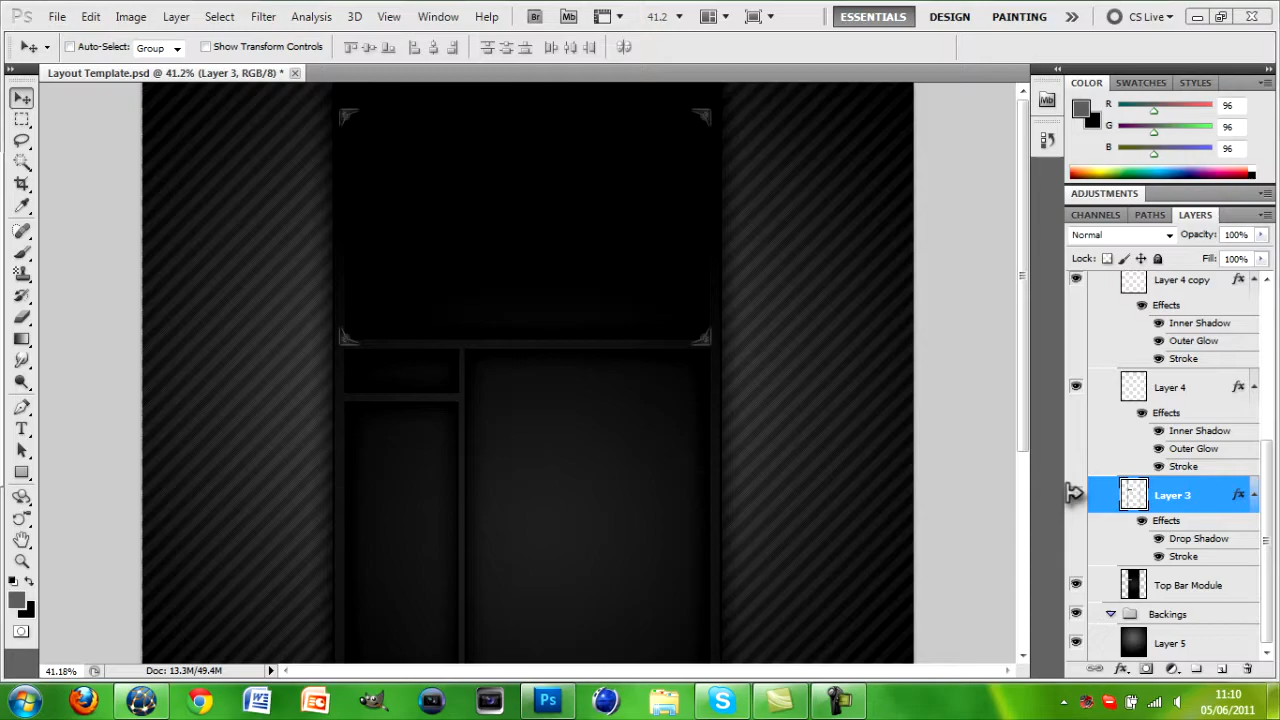 Ps File Edit Image Layer Select Filter Analysis 3D View Window Help Br Mb 41.2 ESSENTIALS DESIGN PAINTING CS Live
Auto-Select: Group Show Transform Controls
Layout Template.psd @ 41.2% (Layer 3, RGB/8) *
COLOR SWATCHES STYLES
Mb
R 96
G 96
B 96
ADJUSTMENTS
CHANNELS PATHS LAYERS
Normal Opacity: 100%
Lock: Fill: 100%
Layer 4 copy fx
Effects
Inner Shadow
Outer Glow
Stroke
Layer 4 fx
Effects
Inner Shadow
Outer Glow
Stroke
Layer 3 fx
Effects
Drop Shadow
Stroke
Top Bar Module
Backings
Layer 5
41.18% Doc: 13.3M/49.4M
11:10
05/06/2011